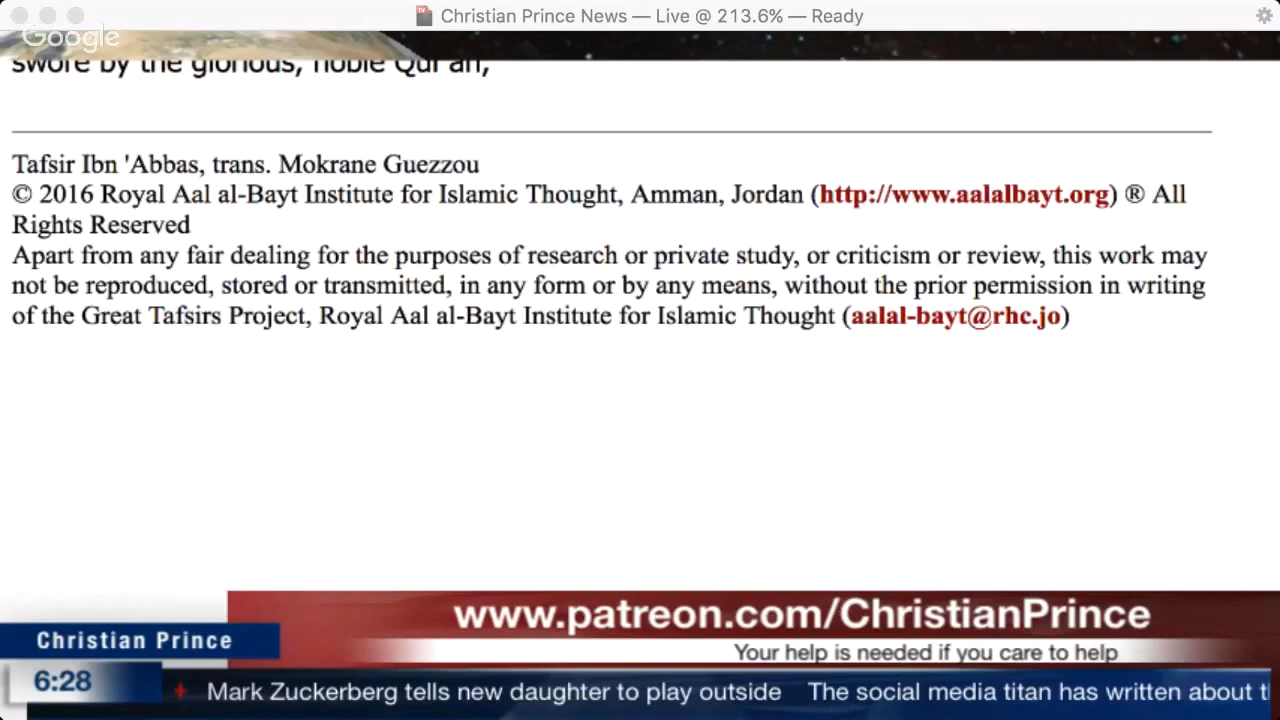 Christian Prince News — Live @ 213.6% — Ready
Google
swore by the glorious, noble Qur'an,
Tafsir Ibn 'Abbas, trans. Mokrane Guezzou
© 2016 Royal Aal al-Bayt Institute for Islamic Thought, Amman, Jordan (http://www.aalalbayt.org) ® All
Rights Reserved
Apart from any fair dealing for the purposes of research or private study, or criticism or review, this work may
not be reproduced, stored or transmitted, in any form or by any means, without the prior permission in writing
of the Great Tafsirs Project, Royal Aal al-Bayt Institute for Islamic Thought (aalal-bayt@rhc.jo)
www.patreon.com/ChristianPrince
Christian Prince
Your help is needed if you care to help
6:28
Mark Zuckerberg tells new daughter to play outside The social media titan has written about